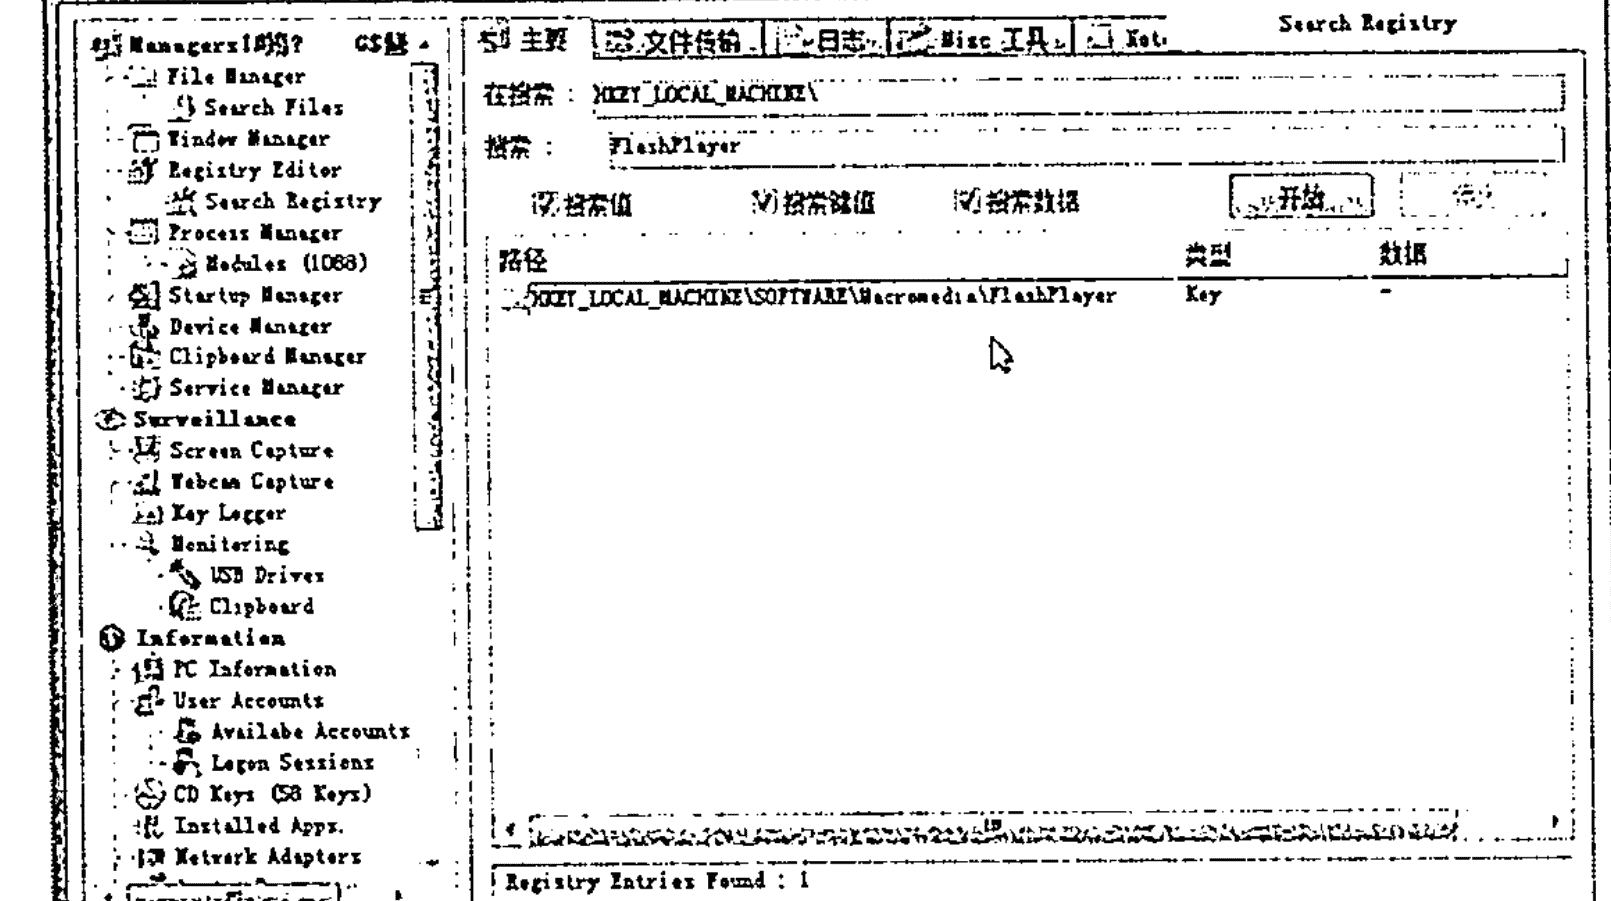 Search Registry
主要 文件传输 日志 Misc 工具
File Manager
Search Files
Window Manager
Registry Editor
Search Registry
Process Manager
Modules (1088)
Startup Manager
Device Manager
Clipboard Manager
Service Manager
Surveillance
Screen Capture
Webcam Capture
Key Logger
Monitoring
USB Drives
Clipboard
Information
PC Information
User Accounts
Availabe Accounts
Logon Sessions
CD Keys (58 Keys)
Installed Apps.
Network Adapters
在搜索 : HKEY_LOCAL_MACHINE\
搜索 : FlashPlayer
搜索值 搜索键值 搜索数据 开始 停止
路径 类型 数据
HKEY_LOCAL_MACHINE\SOFTWARE\Macromedia\FlashPlayer Key -
Registry Entries Found : 1